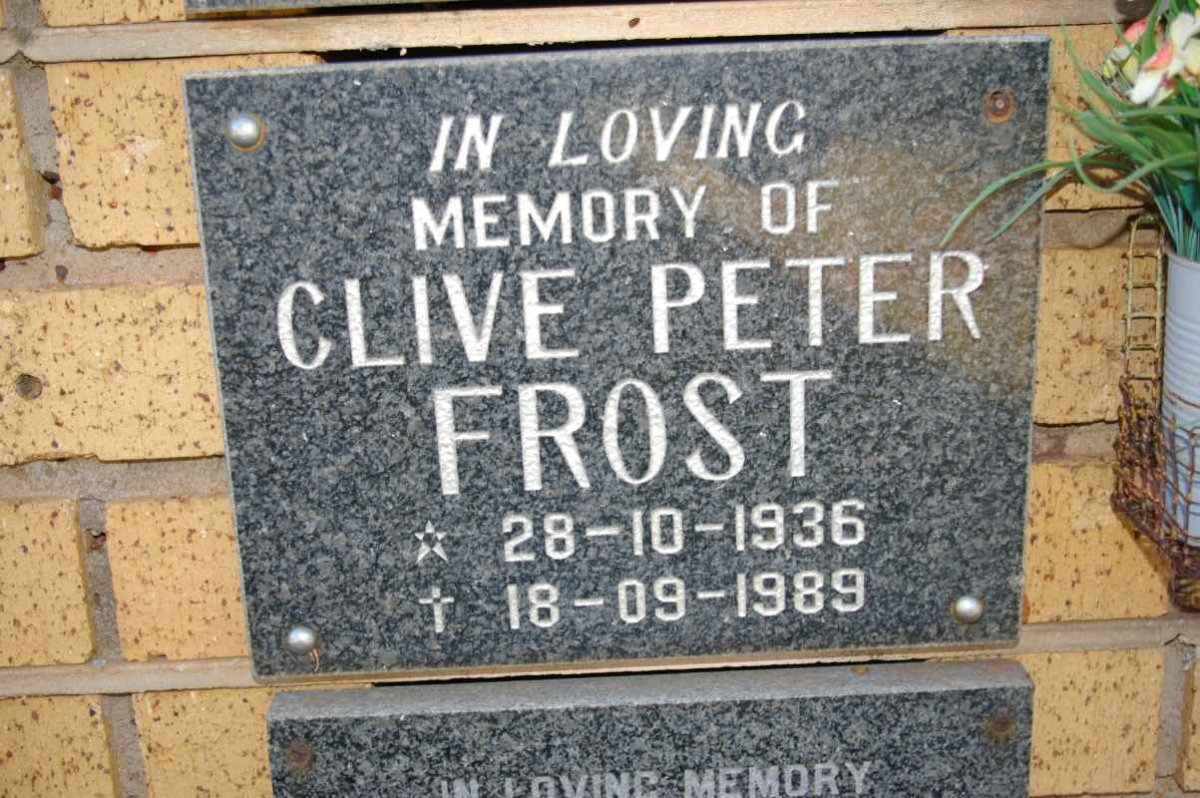 IN LOVING
MEMORY OF
CLIVE PETER
FROST
☆ 28-10-1936
✝ 18-09-1989
IN LOVING MEMORY